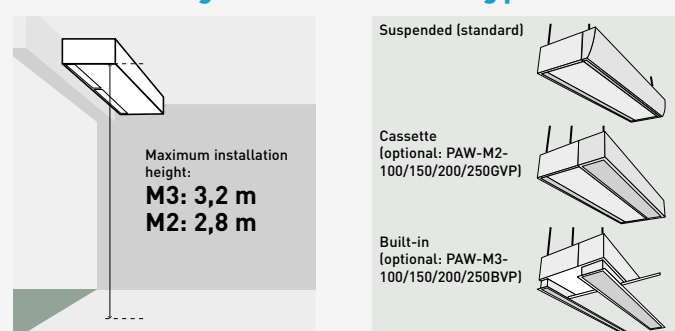 Maximum installation
height:
M3: 3,2 m
M2: 2,8 m
Suspended (standard)
Cassette
(optional: PAW-M2-
100/150/200/250GVP)
Built-in
(optional: PAW-M3-
100/150/200/250BVP)